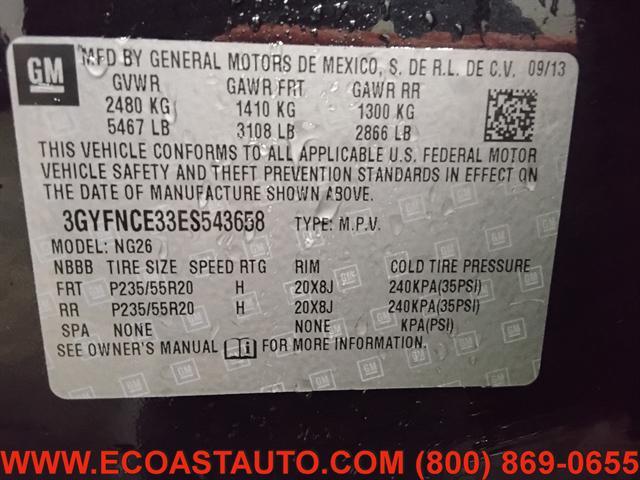 GM
MFD BY GENERAL MOTORS DE MEXICO, S. DE R.L. DE C.V. 09/13
GVWR GAWR FRT GAWR RR
2480 KG 1410 KG 1300 KG
5467 LB 3108 LB 2866 LB
THIS VEHICLE CONFORMS TO ALL APPLICABLE U.S. FEDERAL MOTOR
VEHICLE SAFETY AND THEFT PREVENTION STANDARDS IN EFFECT ON
THE DATE OF MANUFACTURE SHOWN ABOVE.
3GYFNCE33ES543658 TYPE: M.P.V.
MODEL: NG26
NBBB TIRE SIZE SPEED RTG RIM COLD TIRE PRESSURE
FRT P235/55R20 H 20X8J 240KPA(35PSI)
RR P235/55R20 H 20X8J 240KPA(35PSI)
SPA NONE NONE KPA(PSI)
SEE OWNER'S MANUAL FOR MORE INFORMATION.
WWW.ECOASTAUTO.COM (800) 869-0655